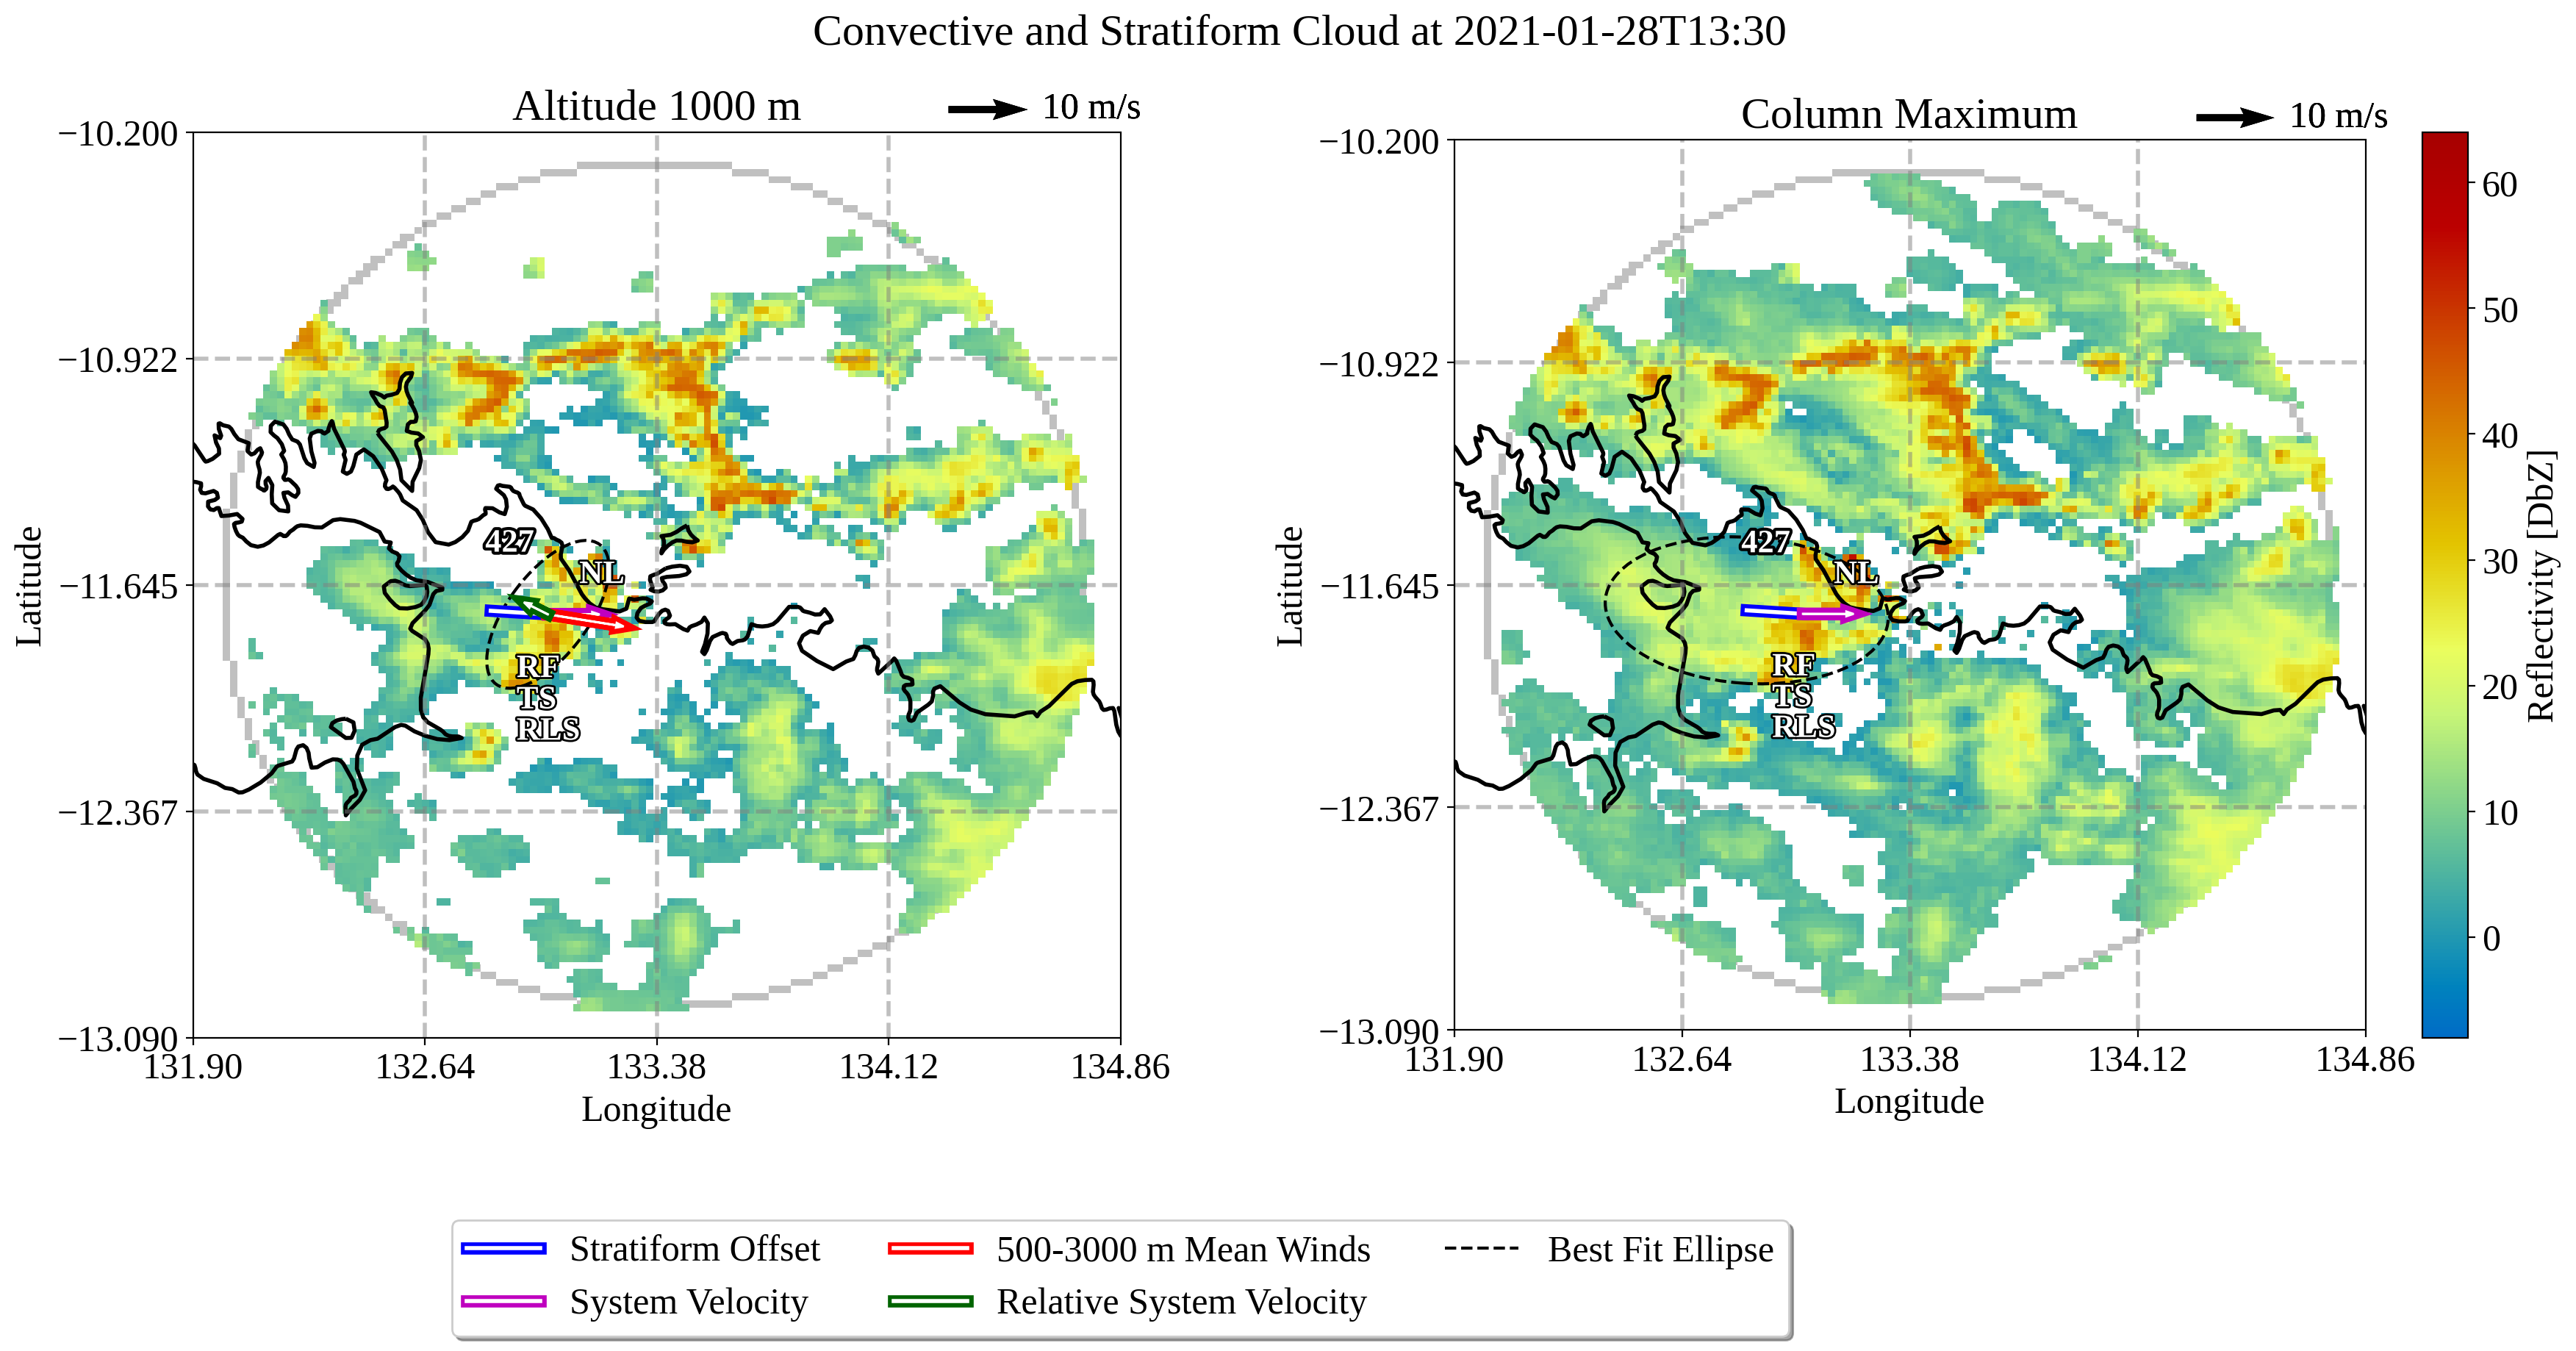 Convective and Stratiform Cloud at 2021-01-28T13:30
Altitude 1000 m
10 m/s
−10.200
−10.922
−11.645
−12.367
−13.090
Latitude
131.90
132.64
133.38
134.12
134.86
Longitude
427
NL
RF
TS
RLS
Column Maximum
10 m/s
−10.200
−10.922
−11.645
−12.367
−13.090
Latitude
131.90
132.64
133.38
134.12
134.86
Longitude
427
NL
RF
TS
RLS
60
50
40
30
20
10
0
Reflectivity [DbZ]
Stratiform Offset
System Velocity
500-3000 m Mean Winds
Relative System Velocity
Best Fit Ellipse